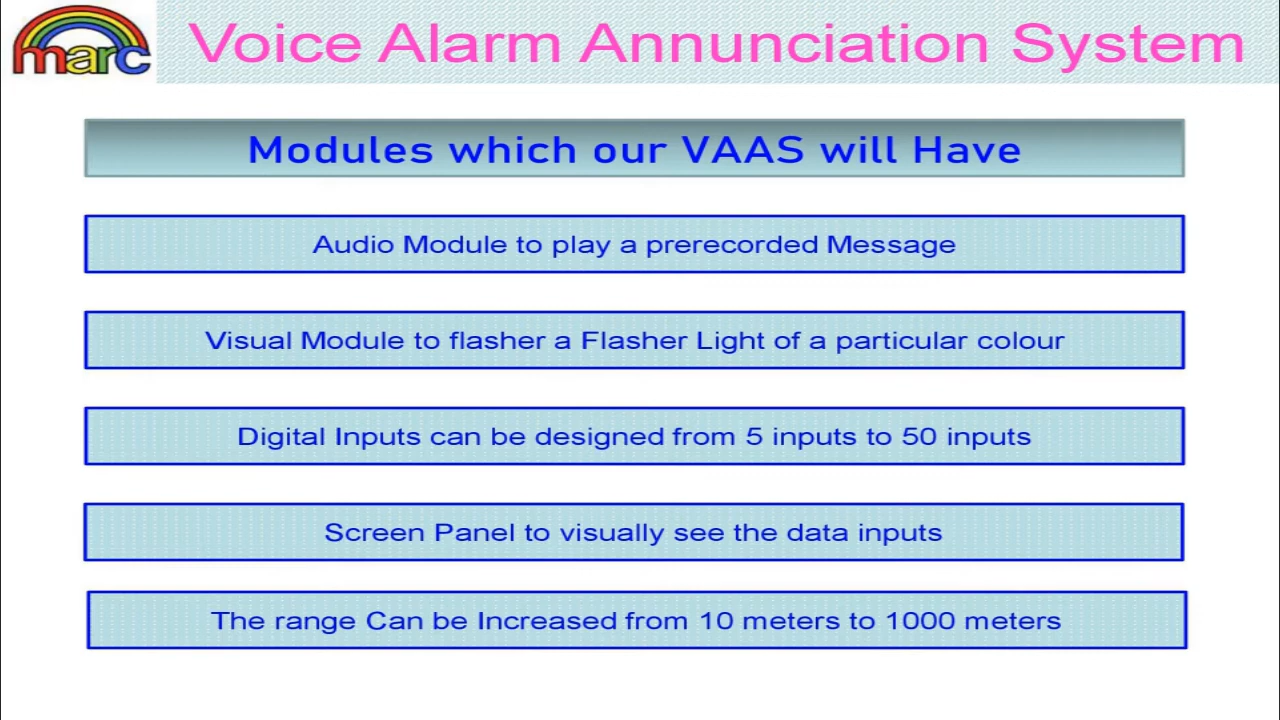 marc
Voice Alarm Annunciation System
Modules which our VAAS will Have
Audio Module to play a prerecorded Message
Visual Module to flasher a Flasher Light of a particular colour
Digital Inputs can be designed from 5 inputs to 50 inputs
Screen Panel to visually see the data inputs
The range Can be Increased from 10 meters to 1000 meters